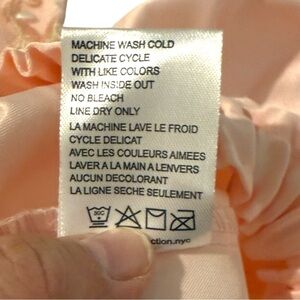 MACHINE WASH COLD
DELICATE CYCLE
WITH LIKE COLORS
WASH INSIDE OUT
NO BLEACH
LINE DRY ONLY
LA MACHINE LAVE LE FROID
CYCLE DELICAT
AVEC LES COULEURS AIMEES
LAVER A LA MAIN A LENVERS
AUCUN DECOLORANT
LA LIGNE SECHE SEULEMENT
ction.nyc